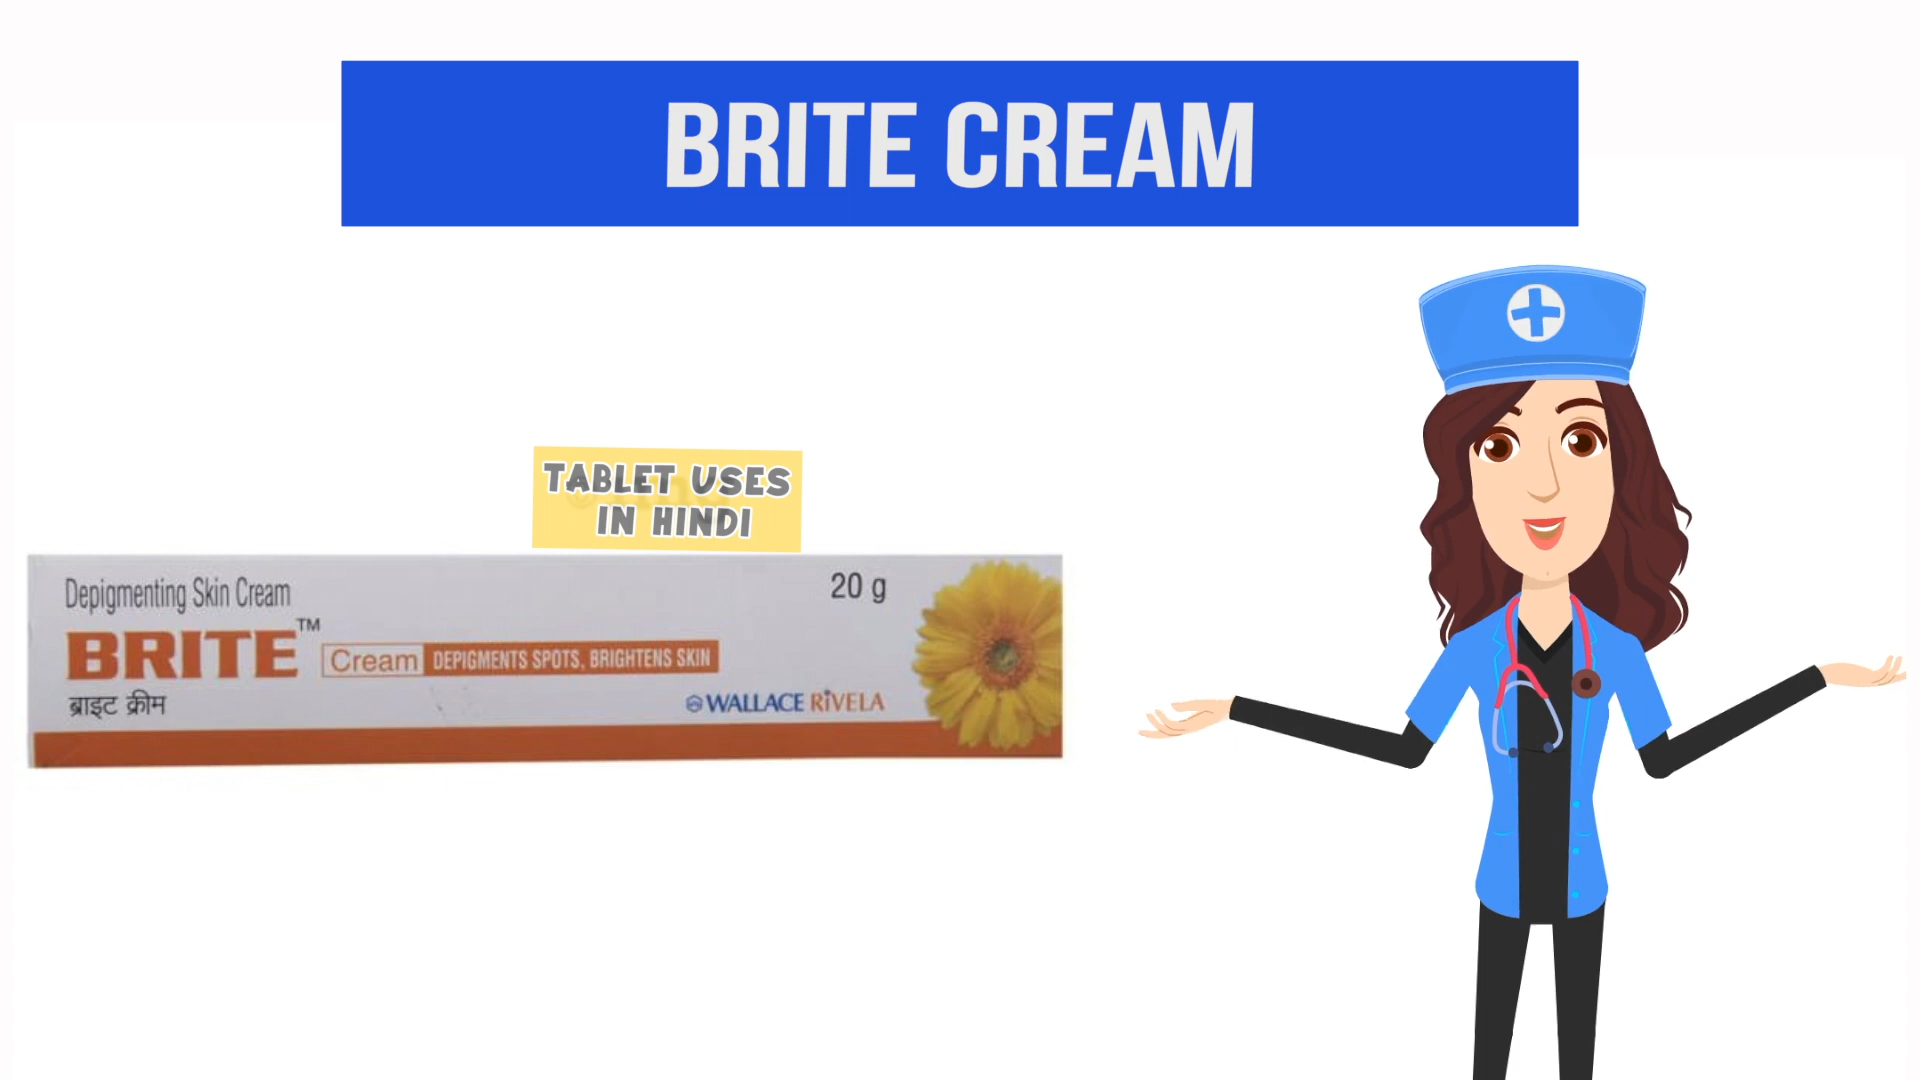 BRITE CREAM
TABLET USES
IN HINDI
Depigmenting Skin Cream
20 g
BRITE™
Cream DEPIGMENTS SPOTS, BRIGHTENS SKIN
ब्राइट क्रीम
WALLACE RIVELA